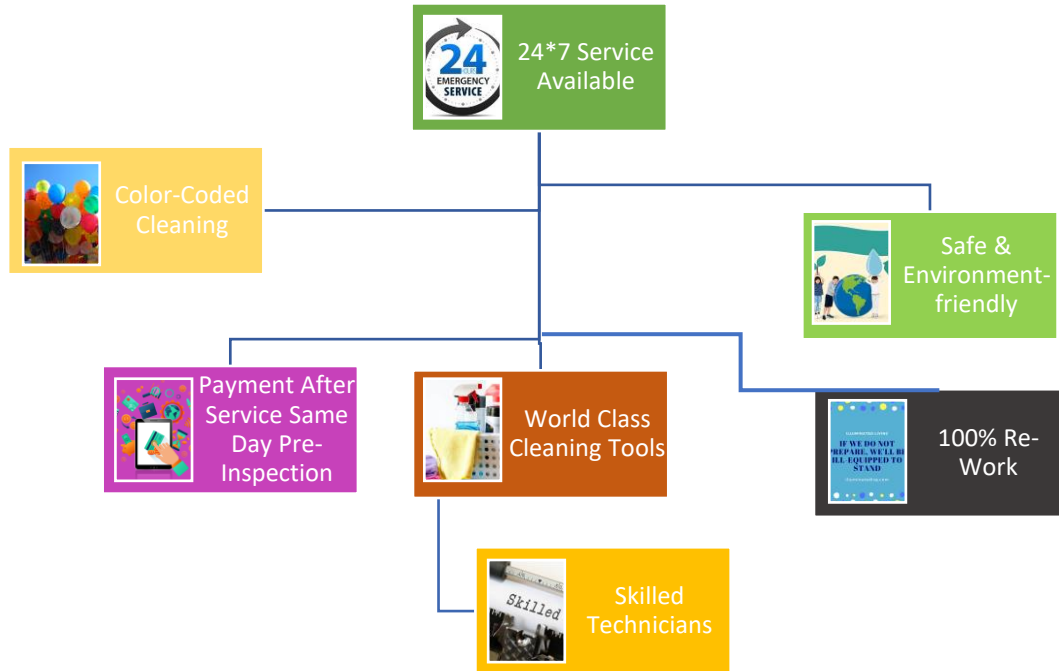 24
HOURS
EMERGENCY
SERVICE
24*7 Service
Available
Color-Coded
Cleaning
Safe &
Environment-
friendly
Payment After
Service Same
Day Pre-
Inspection
World Class
Cleaning Tools
IF WE DO NOT
PREPARE, WE'LL BE
ILL-EQUIPPED TO
STAND
100% Re-
Work
Skilled
Skilled
Technicians